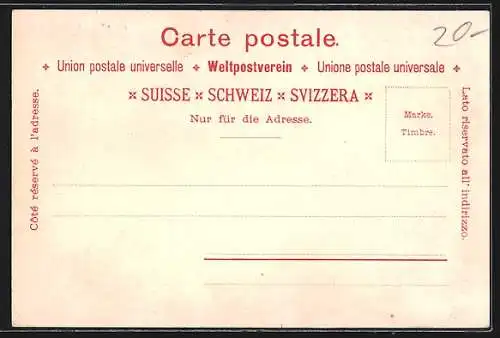 Carte postale.
20-
✣ Union postale universelle ✣ Weltpostverein ✣ Unione postale universale ✣
✕ SUISSE ✕ SCHWEIZ ✕ SVIZZERA ✕
Nur für die Adresse.
Marke.
Timbre.
Côté réservé à l'adresse.
Lato riservato all' indirizzo.